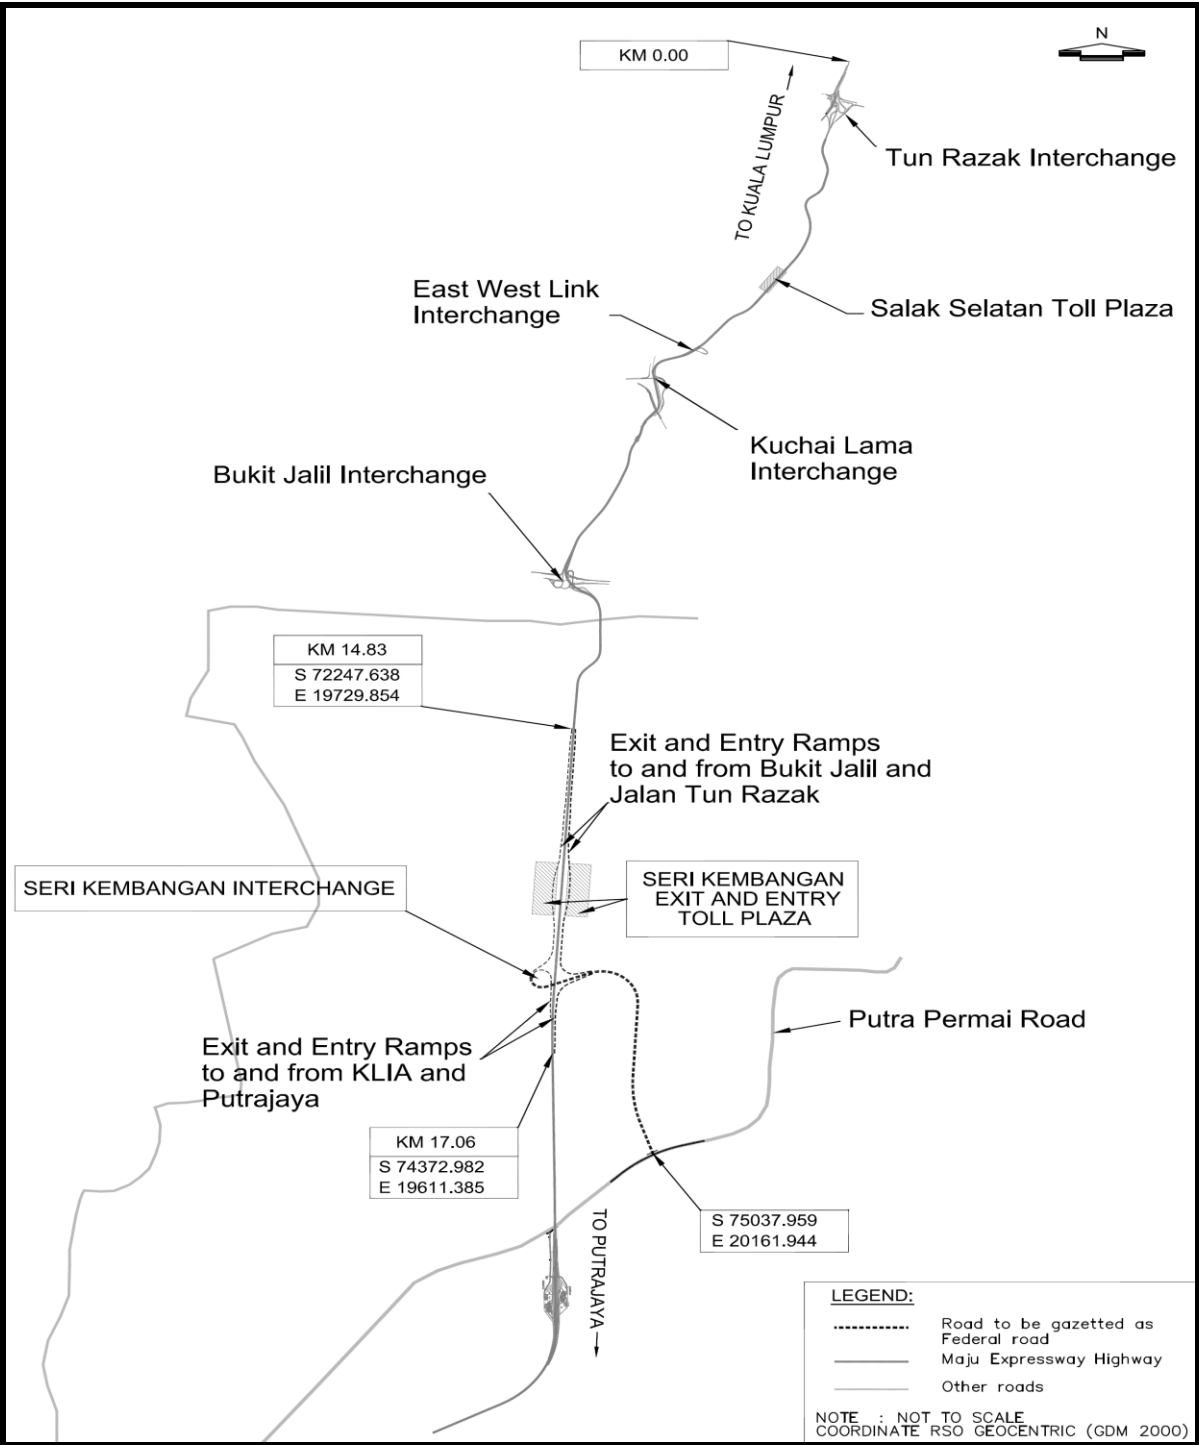 N
KM 0.00
TO KUALA LUMPUR
Tun Razak Interchange
East West Link
Interchange
Salak Selatan Toll Plaza
Kuchai Lama
Interchange
Bukit Jalil Interchange
KM 14.83
S 72247.638
E 19729.854
Exit and Entry Ramps
to and from Bukit Jalil and
Jalan Tun Razak
SERI KEMBANGAN INTERCHANGE
SERI KEMBANGAN
EXIT AND ENTRY
TOLL PLAZA
Putra Permai Road
Exit and Entry Ramps
to and from KLIA and
Putrajaya
KM 17.06
S 74372.982
E 19611.385
S 75037.959
E 20161.944
TO PUTRAJAYA
LEGEND:
Road to be gazetted as
Federal road
Maju Expressway Highway
Other roads
NOTE : NOT TO SCALE
COORDINATE RSO GEOCENTRIC (GDM 2000)